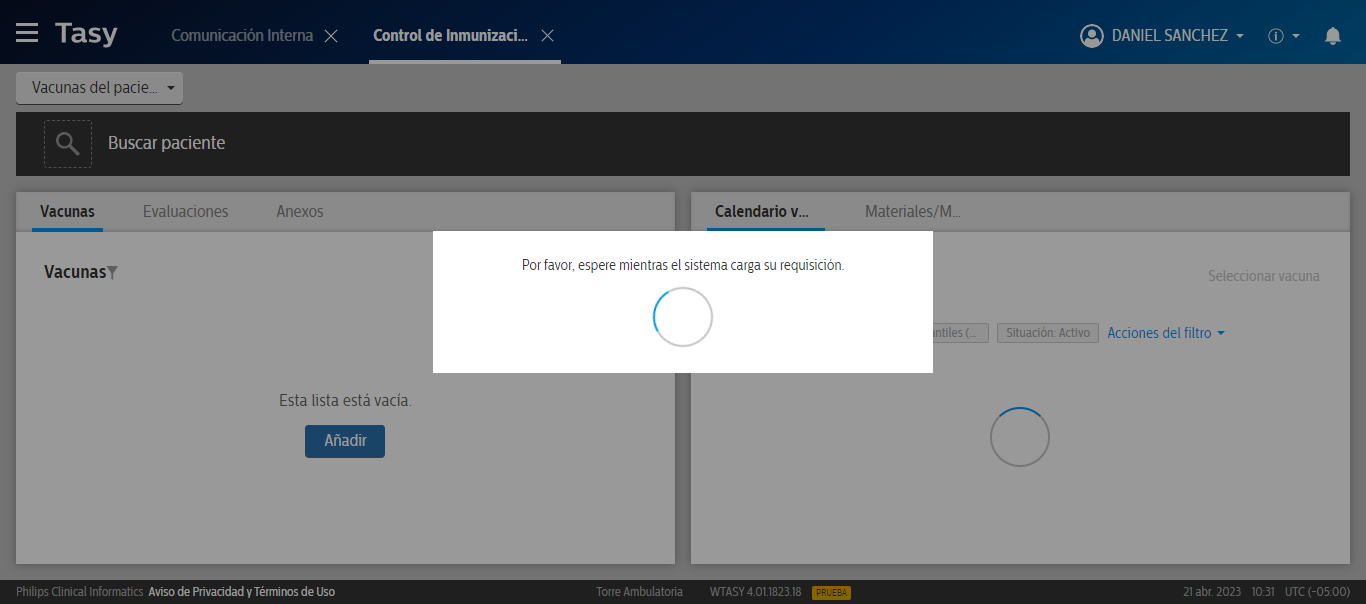 Tasy
Comunicación Interna
Control de Inmunizaci...
DANIEL SANCHEZ
Vacunas del pacie...
Buscar paciente
Vacunas Evaluaciones Anexos
Calendario v... Materiales/M...
Vacunas
Seleccionar vacuna
Por favor, espere mientras el sistema carga su requisición.
ntiles (... Situación: Activo Acciones del filtro
Esta lista está vacía.
Añadir
Philips Clinical Informatics Aviso de Privacidad y Términos de Uso Torre Ambulatoria WTASY 4.01.1823.18 PRUEBA 21 abr. 2023 10:31 UTC (-05:00)